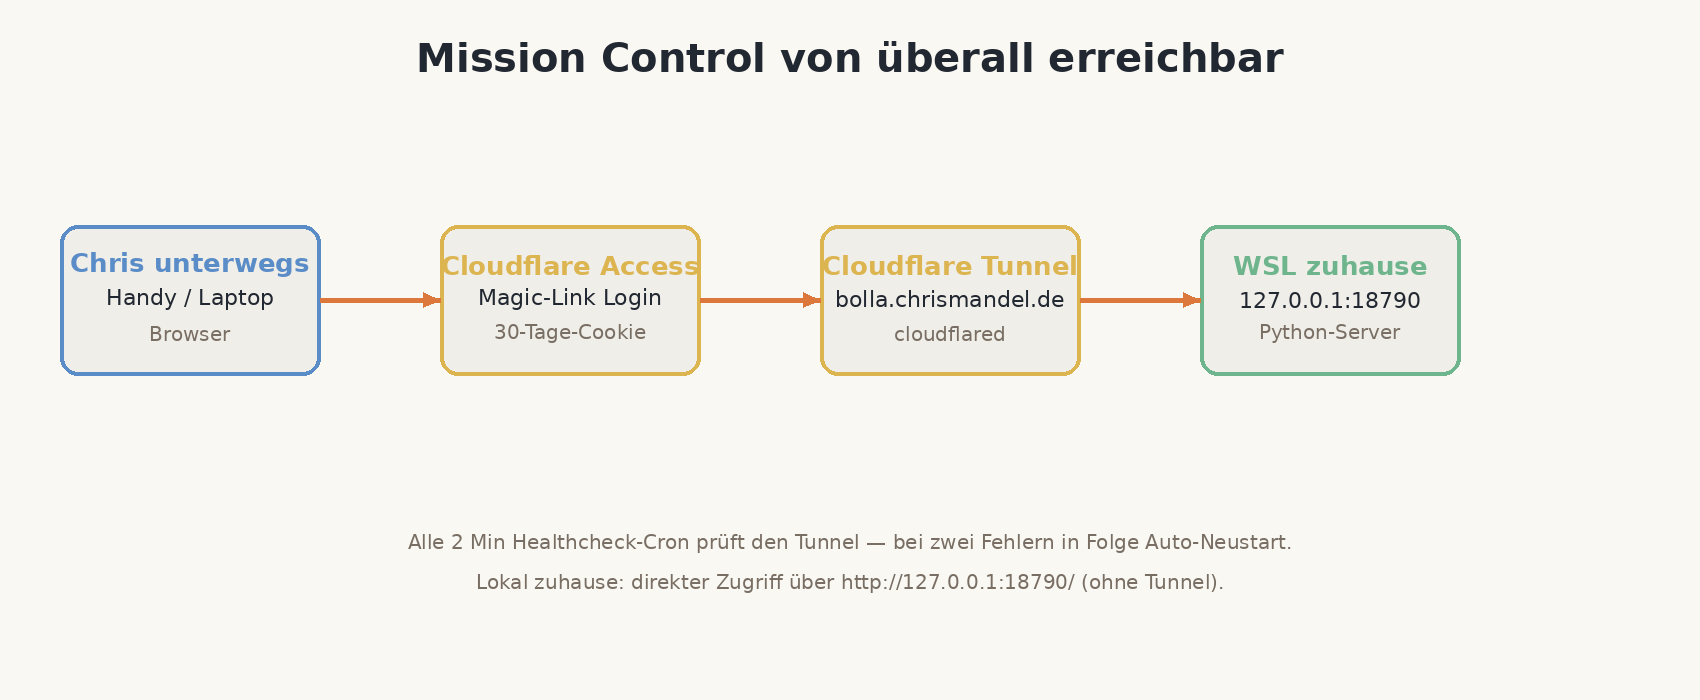 Mission Control von überall erreichbar
Chris unterwegs
Handy / Laptop
Browser
Cloudflare Access
Magic-Link Login
30-Tage-Cookie
Cloudflare Tunnel
bolla.chrismandel.de
cloudflared
WSL zuhause
127.0.0.1:18790
Python-Server
Alle 2 Min Healthcheck-Cron prüft den Tunnel — bei zwei Fehlern in Folge Auto-Neustart.
Lokal zuhause: direkter Zugriff über http://127.0.0.1:18790/ (ohne Tunnel).